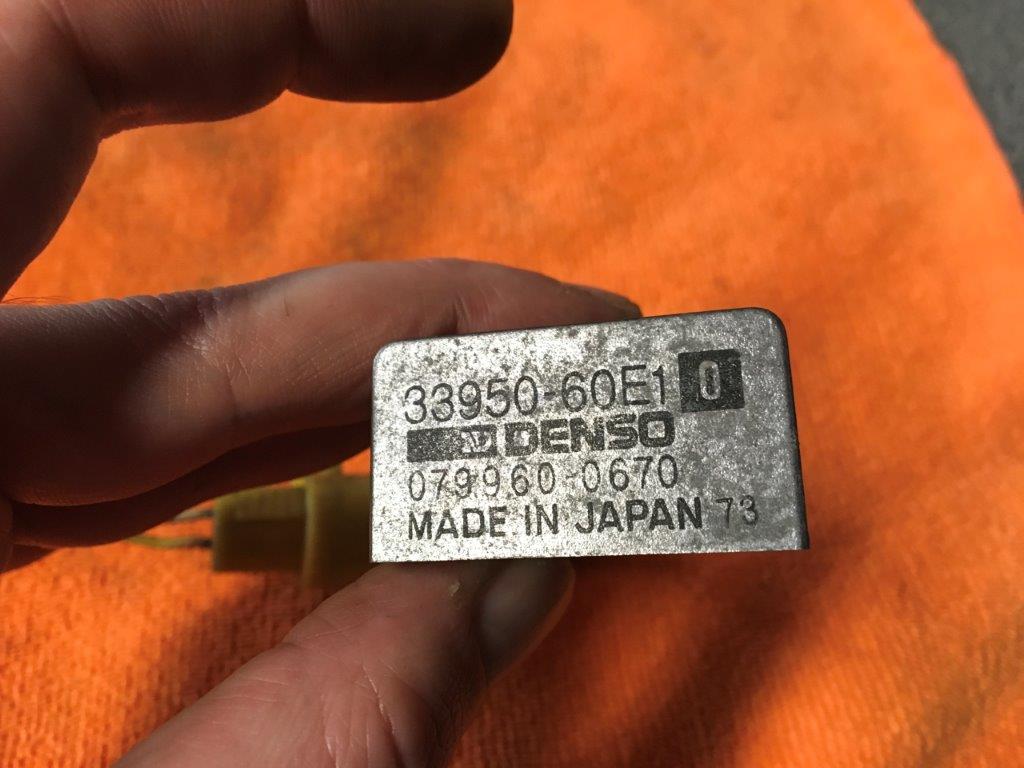 33950-60E1 0
DENSO
079960-0670
MADE IN JAPAN 73